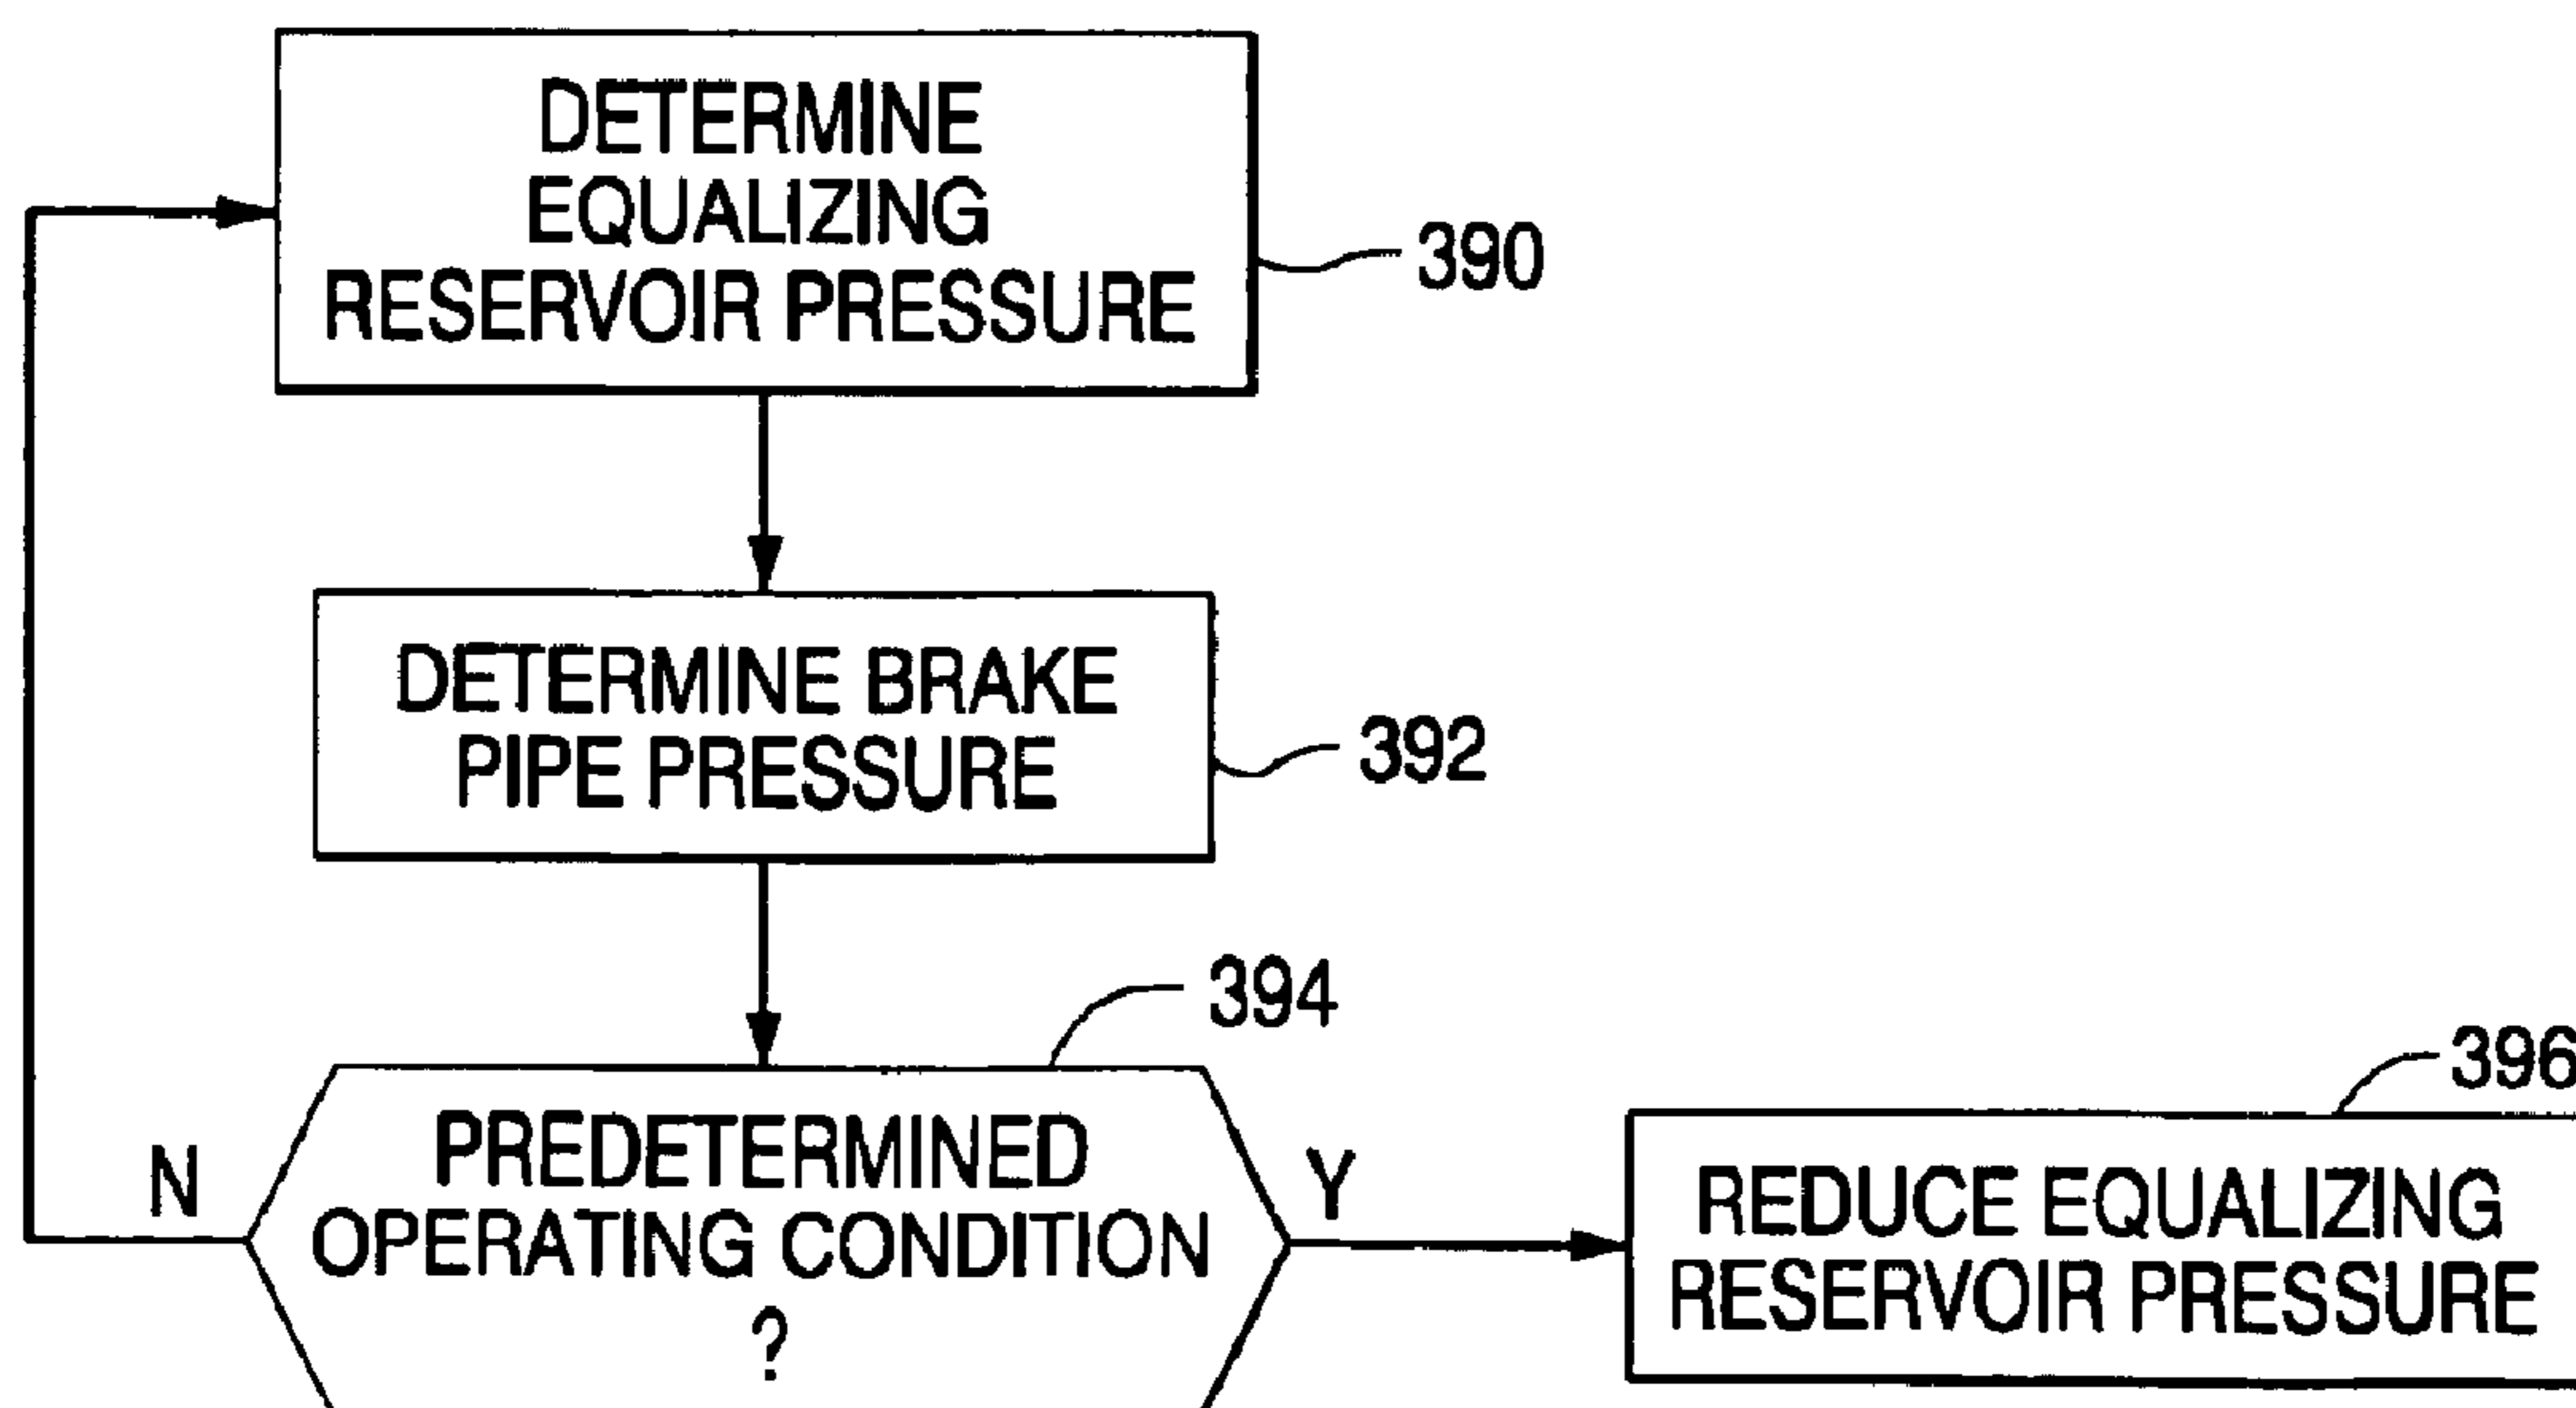 DETERMINE
EQUALIZING
RESERVOIR PRESSURE
390
DETERMINE BRAKE
PIPE PRESSURE
392
394
PREDETERMINED
OPERATING CONDITION
?
N
Y
396
REDUCE EQUALIZING
RESERVOIR PRESSURE